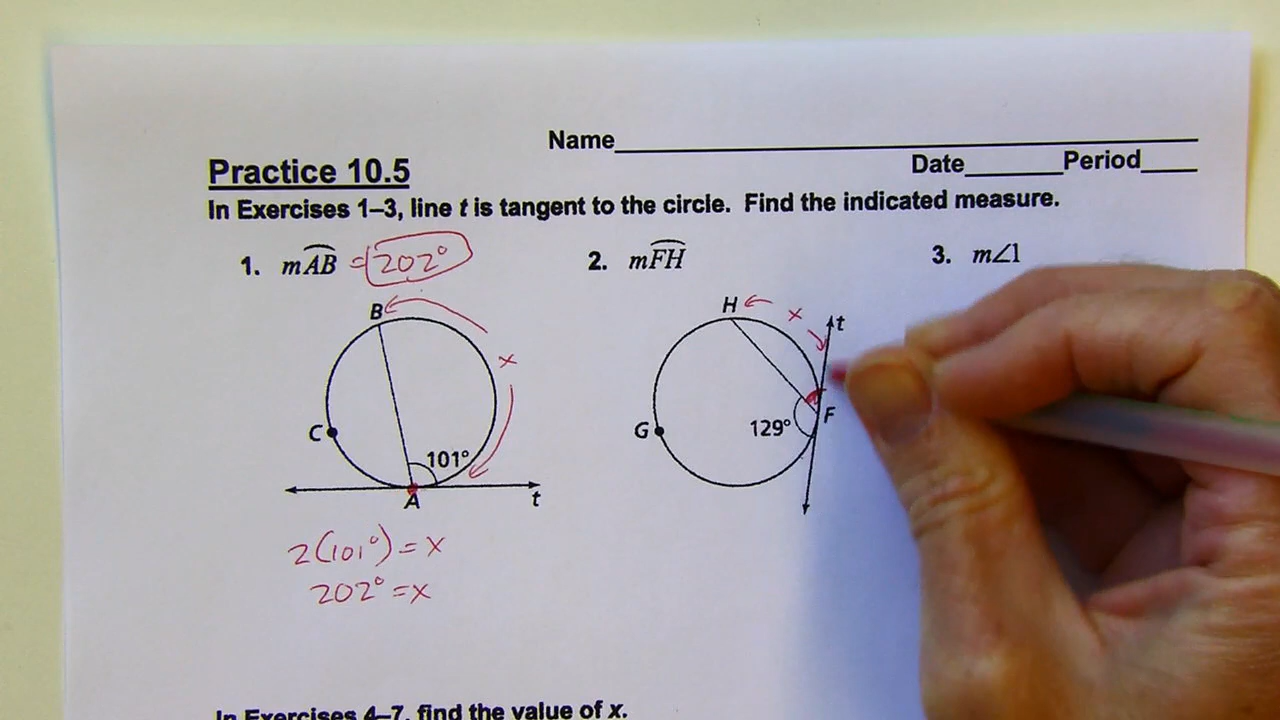 Name
Practice 10.5
Date Period
In Exercises 1–3, line t is tangent to the circle. Find the indicated measure.
1. mAB = 202°
2. mFH
3. m∠1
B
x
C
101°
A
t
2(101°) = x
202° = x
H
x
t
G
129°
F
In Exercises 4–7, find the value of x.